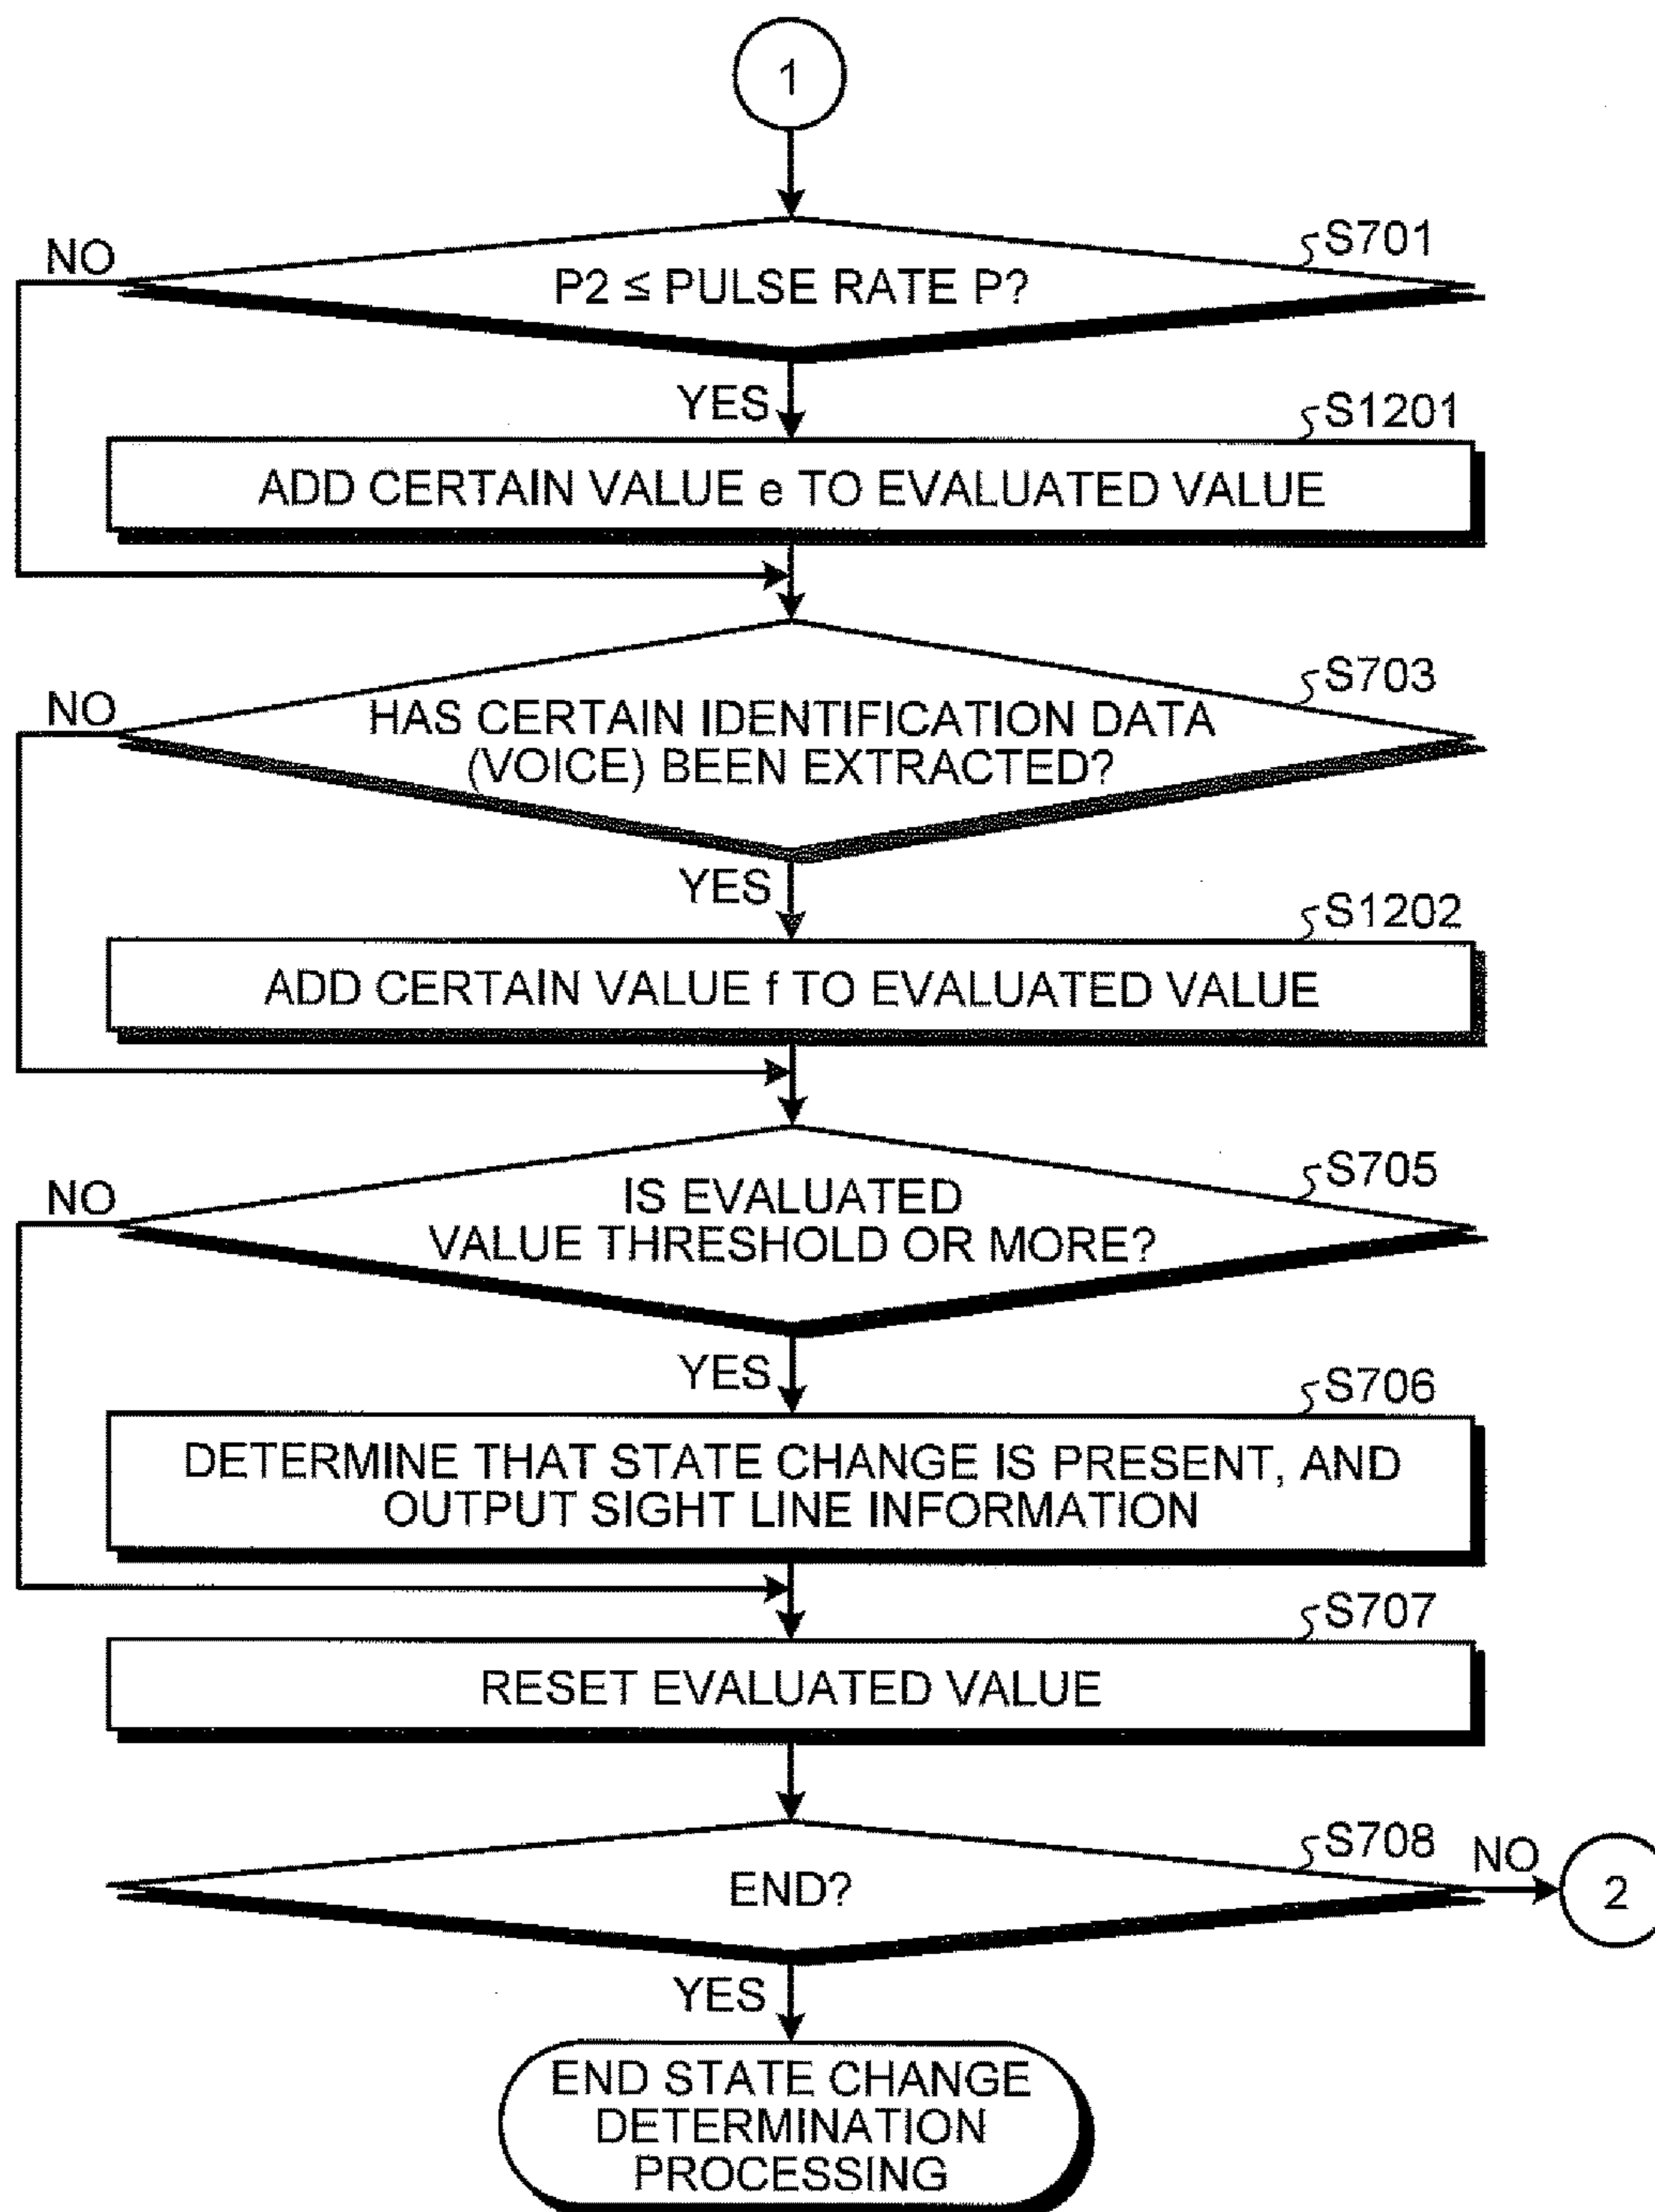 1
S701
NO
P2 ≤ PULSE RATE P?
YES
S1201
ADD CERTAIN VALUE e TO EVALUATED VALUE
S703
NO
HAS CERTAIN IDENTIFICATION DATA
(VOICE) BEEN EXTRACTED?
YES
S1202
ADD CERTAIN VALUE f TO EVALUATED VALUE
S705
NO
IS EVALUATED
VALUE THRESHOLD OR MORE?
YES
S706
DETERMINE THAT STATE CHANGE IS PRESENT, AND
OUTPUT SIGHT LINE INFORMATION
S707
RESET EVALUATED VALUE
S708
NO
END?
2
YES
END STATE CHANGE
DETERMINATION
PROCESSING